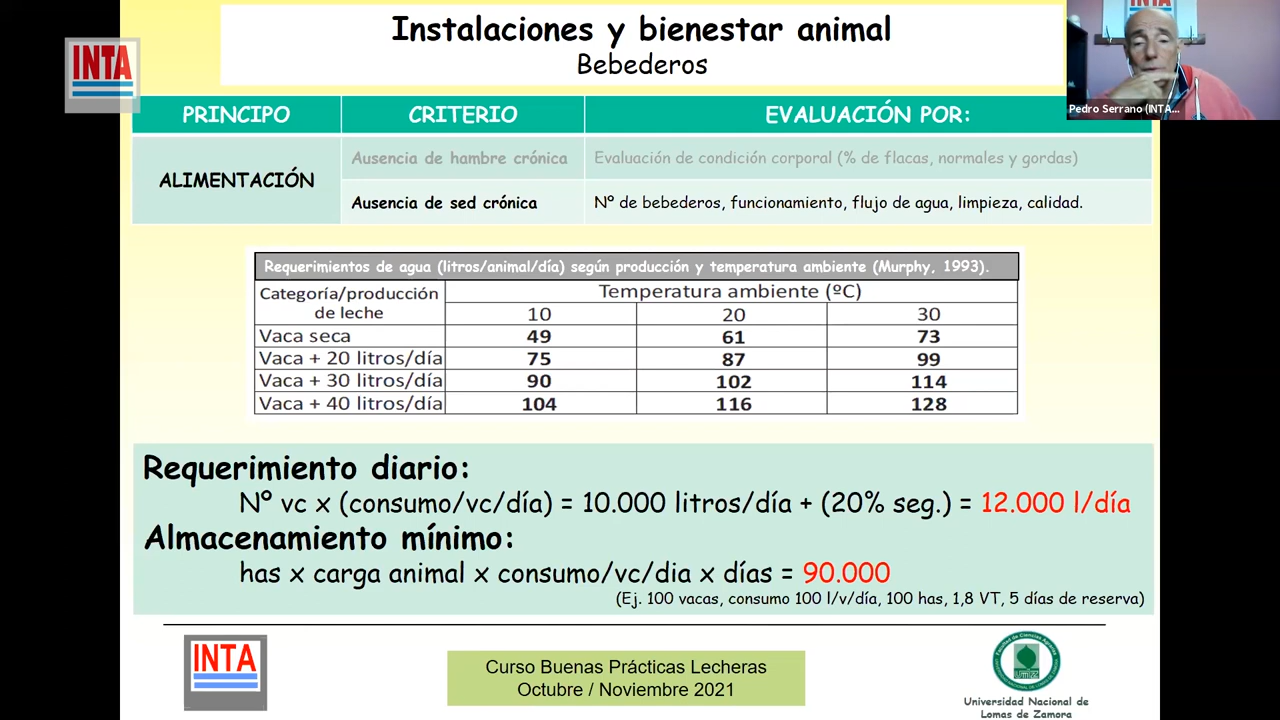 Instalaciones y bienestar animal
Bebederos
INTA
INTA
Pedro Serrano (INTA...
PRINCIPO CRITERIO EVALUACIÓN POR:
ALIMENTACIÓN
Ausencia de hambre crónica Evaluación de condición corporal (% de flacas, normales y gordas)
Ausencia de sed crónica Nº de bebederos, funcionamiento, flujo de agua, limpieza, calidad.
Requerimientos de agua (litros/animal/día) según producción y temperatura ambiente (Murphy, 1993).
Categoría/producción de leche Temperatura ambiente (ºC)
10 20 30
Vaca seca 49 61 73
Vaca + 20 litros/día 75 87 99
Vaca + 30 litros/día 90 102 114
Vaca + 40 litros/día 104 116 128
Requerimiento diario:
Nº vc x (consumo/vc/día) = 10.000 litros/día + (20% seg.) = 12.000 l/día
Almacenamiento mínimo:
has x carga animal x consumo/vc/dia x días = 90.000
(Ej. 100 vacas, consumo 100 l/v/día, 100 has, 1,8 VT, 5 días de reserva)
INTA
Curso Buenas Prácticas Lecheras
Octubre / Noviembre 2021
Universidad Nacional de
Lomas de Zamora